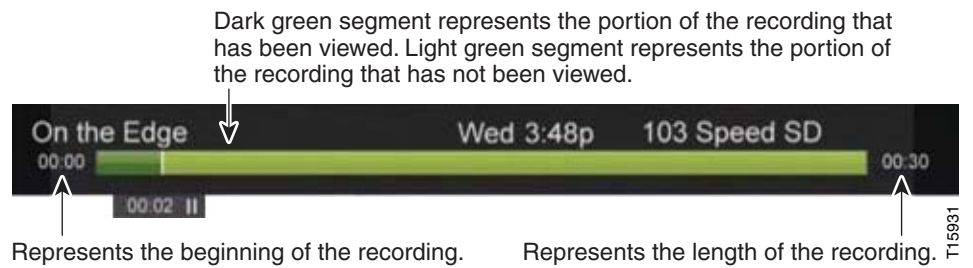 Dark green segment represents the portion of the recording that
has been viewed. Light green segment represents the portion of
the recording that has not been viewed.
On the Edge Wed 3:48p 103 Speed SD
00:00 00:30
00:02 II
Represents the beginning of the recording. Represents the length of the recording.
T15931